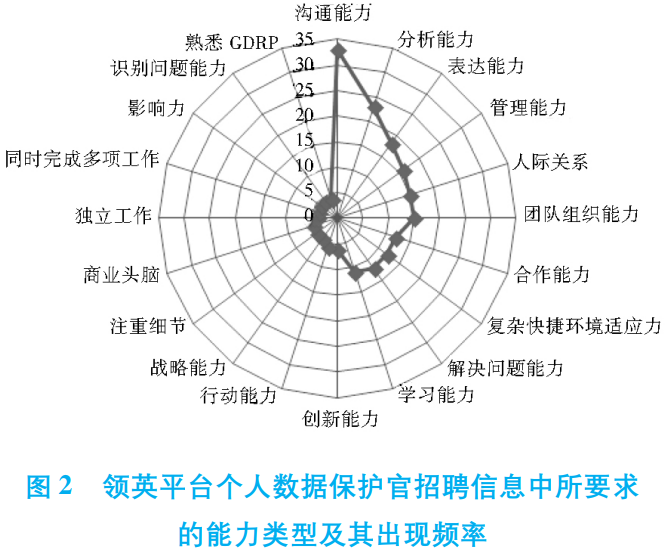 沟通能力
分析能力
表达能力
管理能力
人际关系
团队组织能力
合作能力
复杂快捷环境适应力
解决问题能力
学习能力
创新能力
行动能力
战略能力
注重细节
商业头脑
独立工作
同时完成多项工作
影响力
识别问题能力
熟悉 GDRP
35
30
25
20
15
10
5
0
图 2 领英平台个人数据保护官招聘信息中所要求
的能力类型及其出现频率